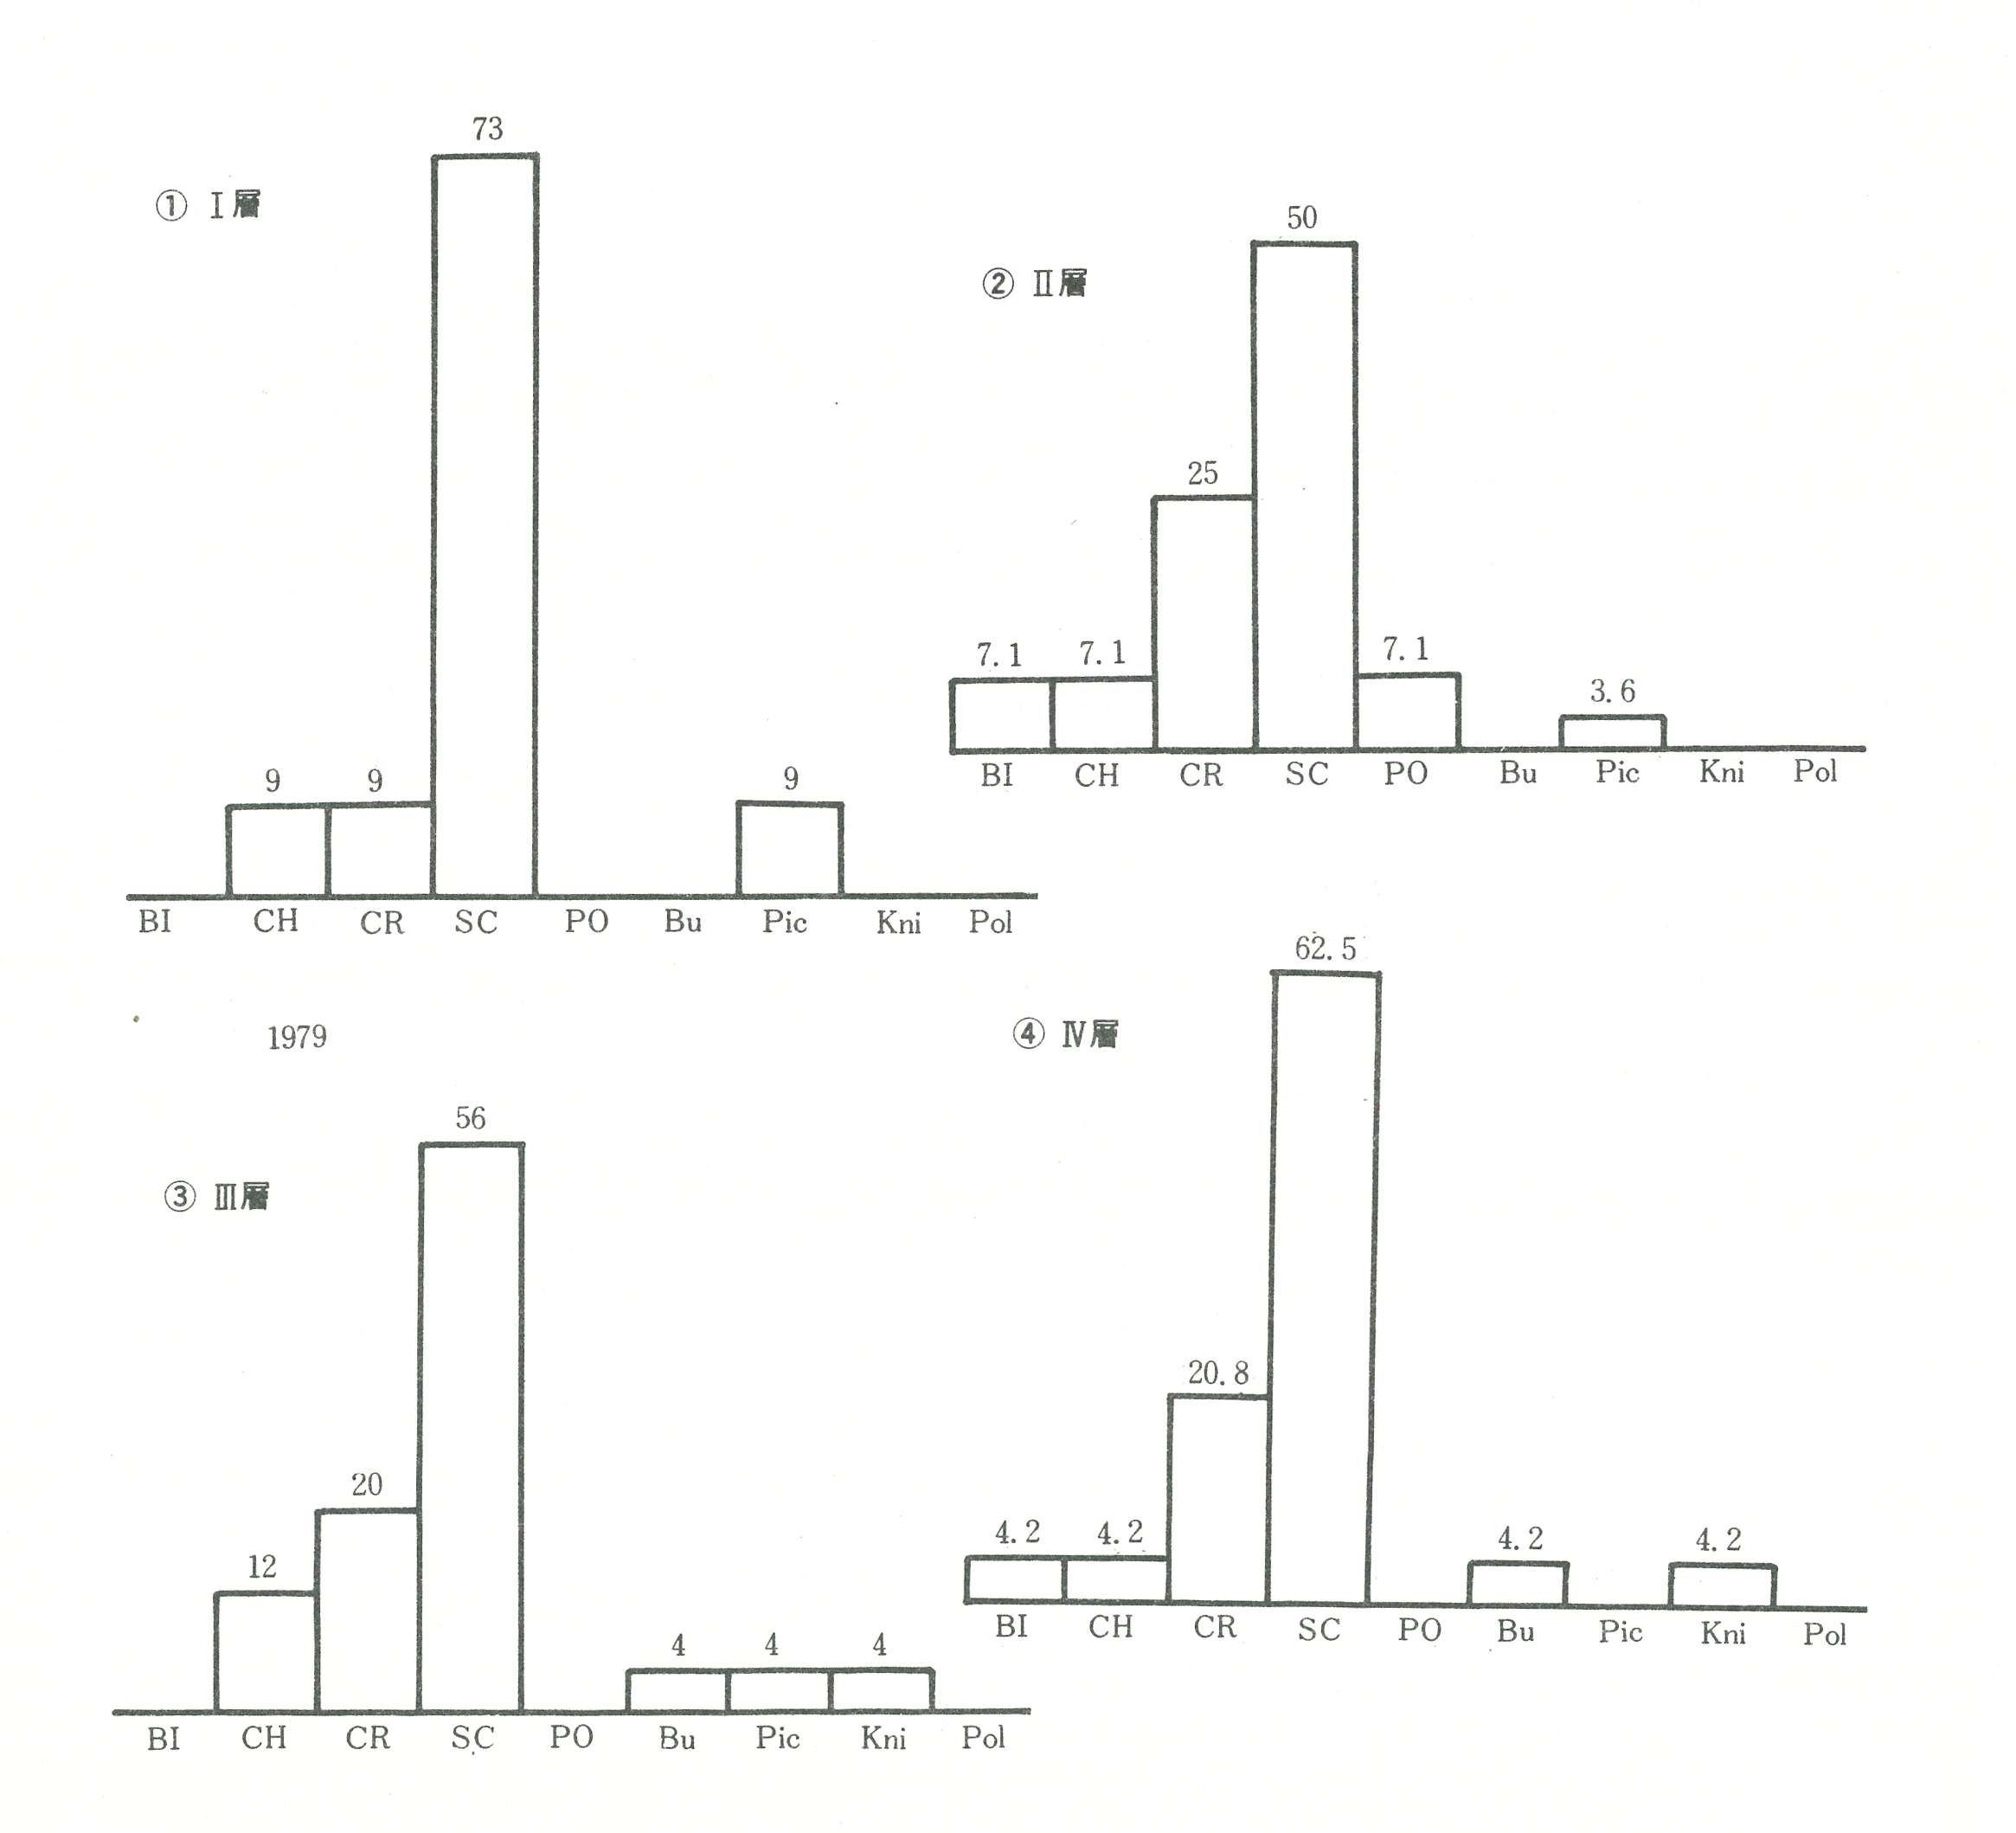 ① Ⅰ層
73
9 9 9
BI CH CR SC PO Bu Pic Kni Pol
② Ⅱ層
50
25
7.1 7.1 7.1
3.6
BI CH CR SC PO Bu Pic Kni Pol
1979
③ Ⅲ層
56
20
12
4 4 4
BI CH CR SC PO Bu Pic Kni Pol
④ Ⅳ層
62.5
20.8
4.2 4.2 4.2 4.2
BI CH CR SC PO Bu Pic Kni Pol